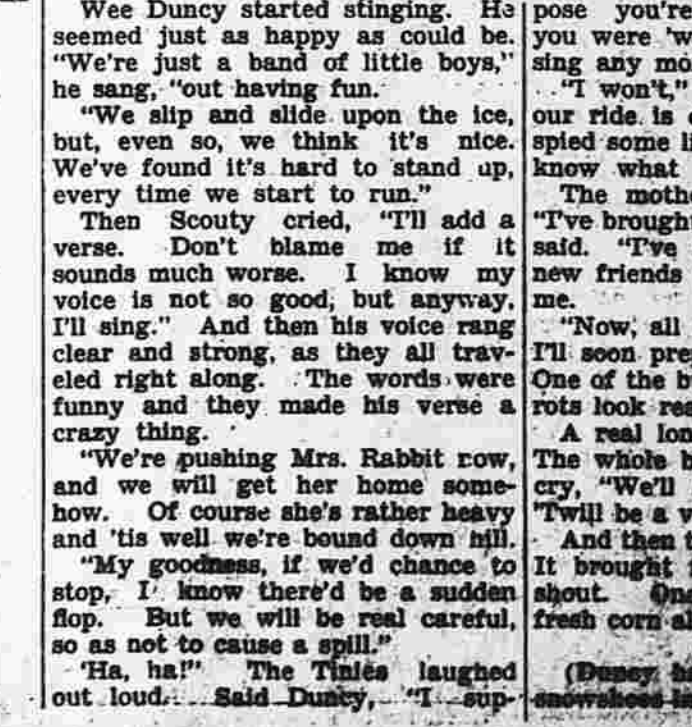 Wee Duncy started stinging. He
seemed just as happy as could be.
"We're just a band of little boys,"
he sang, "out having fun.
"We slip and slide upon the ice,
but, even so, we think it's nice.
We've found it's hard to stand up,
every time we start to run."
Then Scouty cried, "I'll add a
verse. Don't blame me if it
sounds much worse. I know my
voice is not so good, but anyway,
I'll sing." And then his voice rang
clear and strong, as they all trav-
eled right along. The words were
funny and they made his verse a
crazy thing.
"We're pushing Mrs. Rabbit now,
and we will get her home some-
how. Of course she's rather heavy
and 'tis well we're bound down hill.
"My goodness, if we'd chance to
stop, I know there'd be a sudden
flop. But we will be real careful,
so as not to cause a spill."
'Ha, ha!" The Tinies laughed
out loud. Said Duncy, "I sup-
pose you're
you were 'w
sing any mo
"I won't,"
our ride is
spied some li
know what
The moth
"I've brough
said. "I've
new friends
me.
"Now, all
I'll soon pre
One of the b
rots look rea
A real lon
The whole b
cry, "We'll
'Twill be a w
And then t
It brought
shout. One
fresh corn al
(Duncy h
snowshoes i